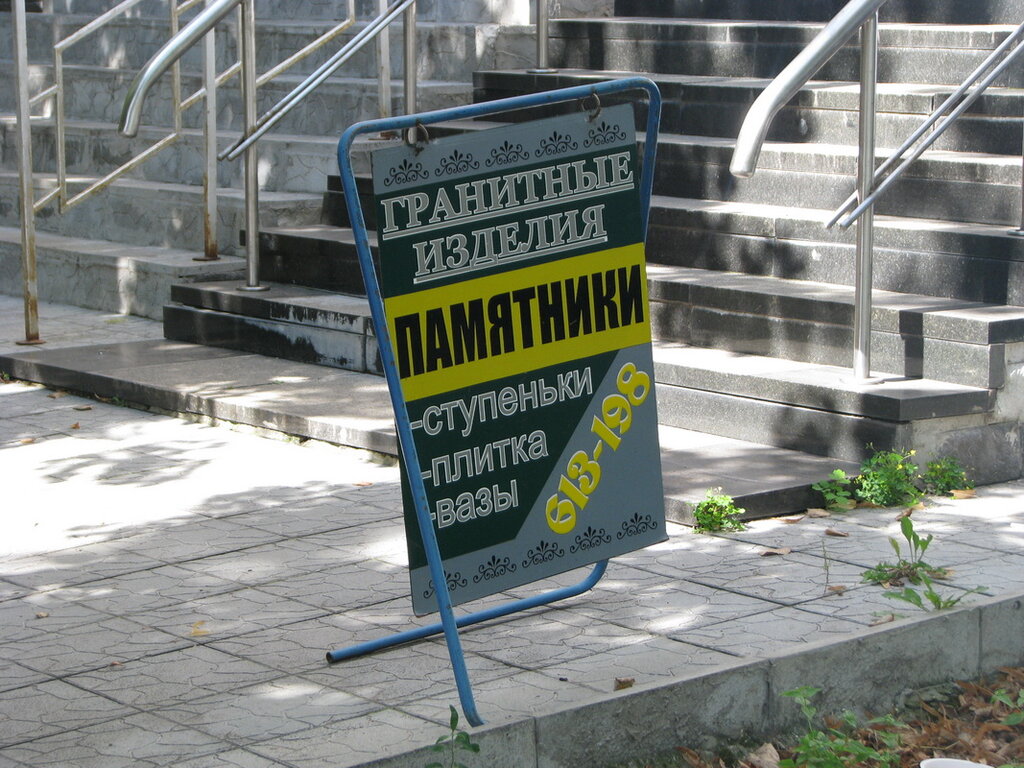 ГРАНИТНЫЕ
ИЗДЕЛИЯ
ПАМЯТНИКИ
-ступеньки
-плитка
-вазы
613-198